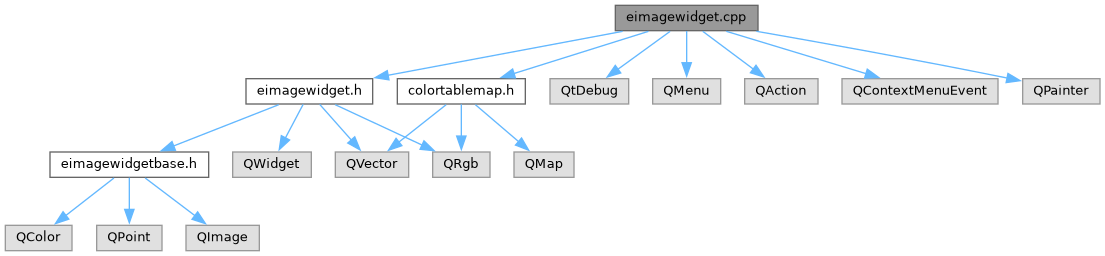 eimagewidget.cpp
eimagewidget.h
colortablemap.h
QtDebug
QMenu
QAction
QContextMenuEvent
QPainter
eimagewidgetbase.h
QWidget
QVector
QRgb
QMap
QColor
QPoint
QImage